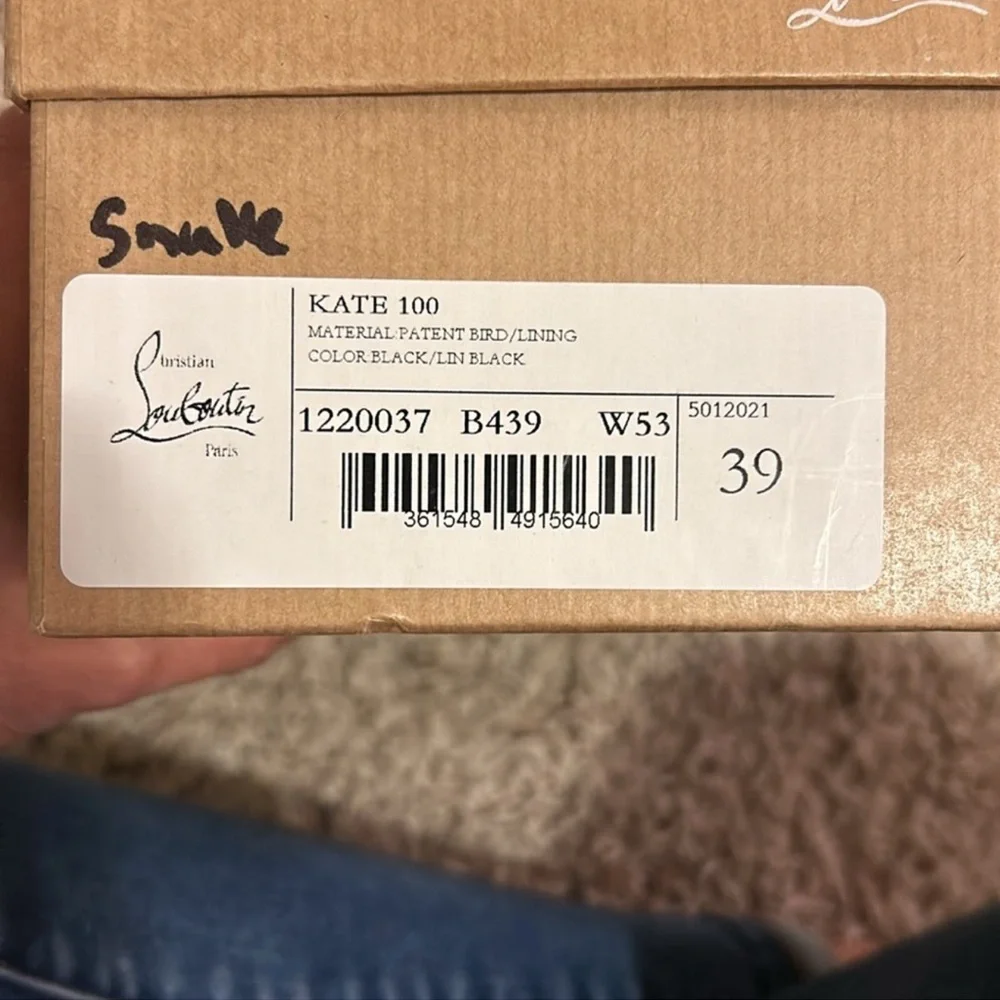 Christian
Louboutin
Paris
KATE 100
MATERIAL:PATENT BIRD/LINING
COLOR:BLACK/LIN BLACK
1220037 B439 W53
5012021
39
361548 4915640